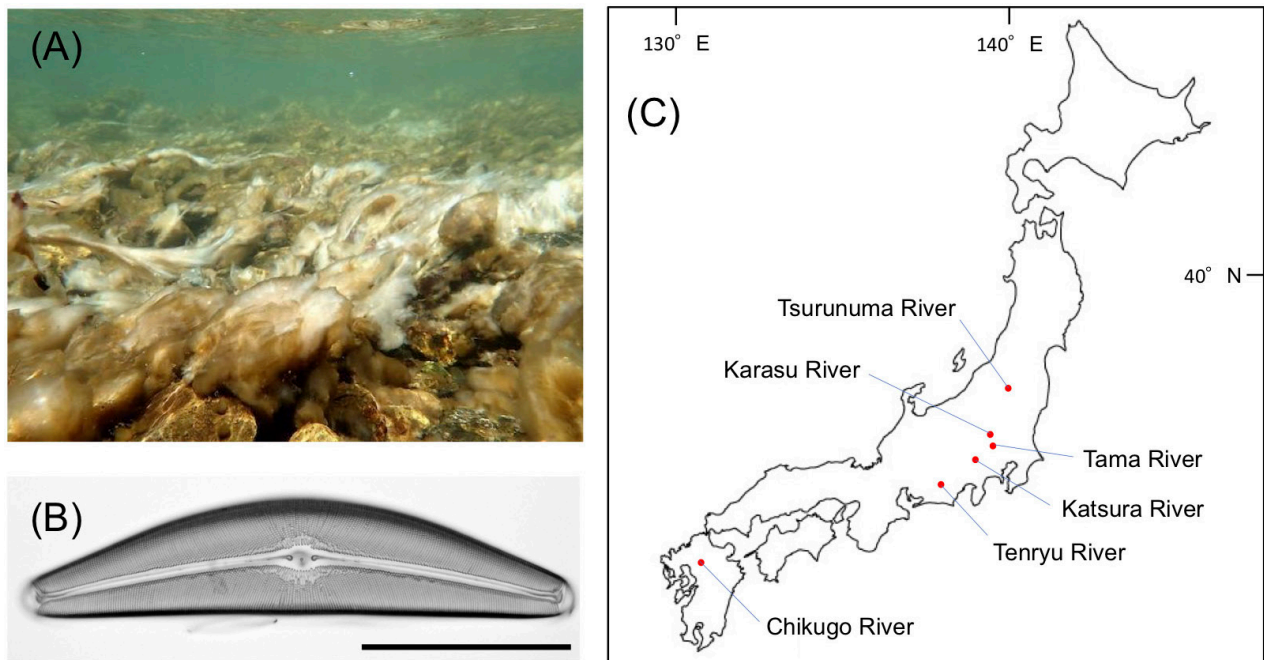 (A)
(B)
(C)
130° E
140° E
40° N
Tsurunuma River
Karasu River
Tama River
Katsura River
Tenryu River
Chikugo River